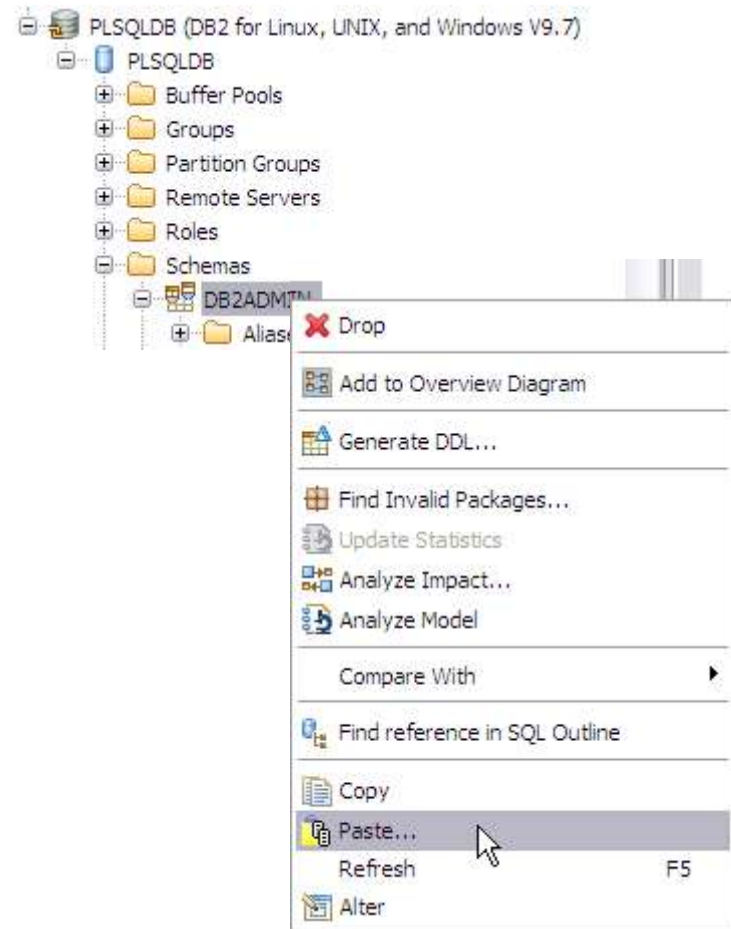 PLSQLDB (DB2 for Linux, UNIX, and Windows V9.7)
PLSQLDB
Buffer Pools
Groups
Partition Groups
Remote Servers
Roles
Schemas
DB2ADMIN
Aliase
Drop
Add to Overview Diagram
Generate DDL...
Find Invalid Packages...
Update Statistics
Analyze Impact...
Analyze Model
Compare With
Find reference in SQL Outline
Copy
Paste...
Refresh F5
Alter